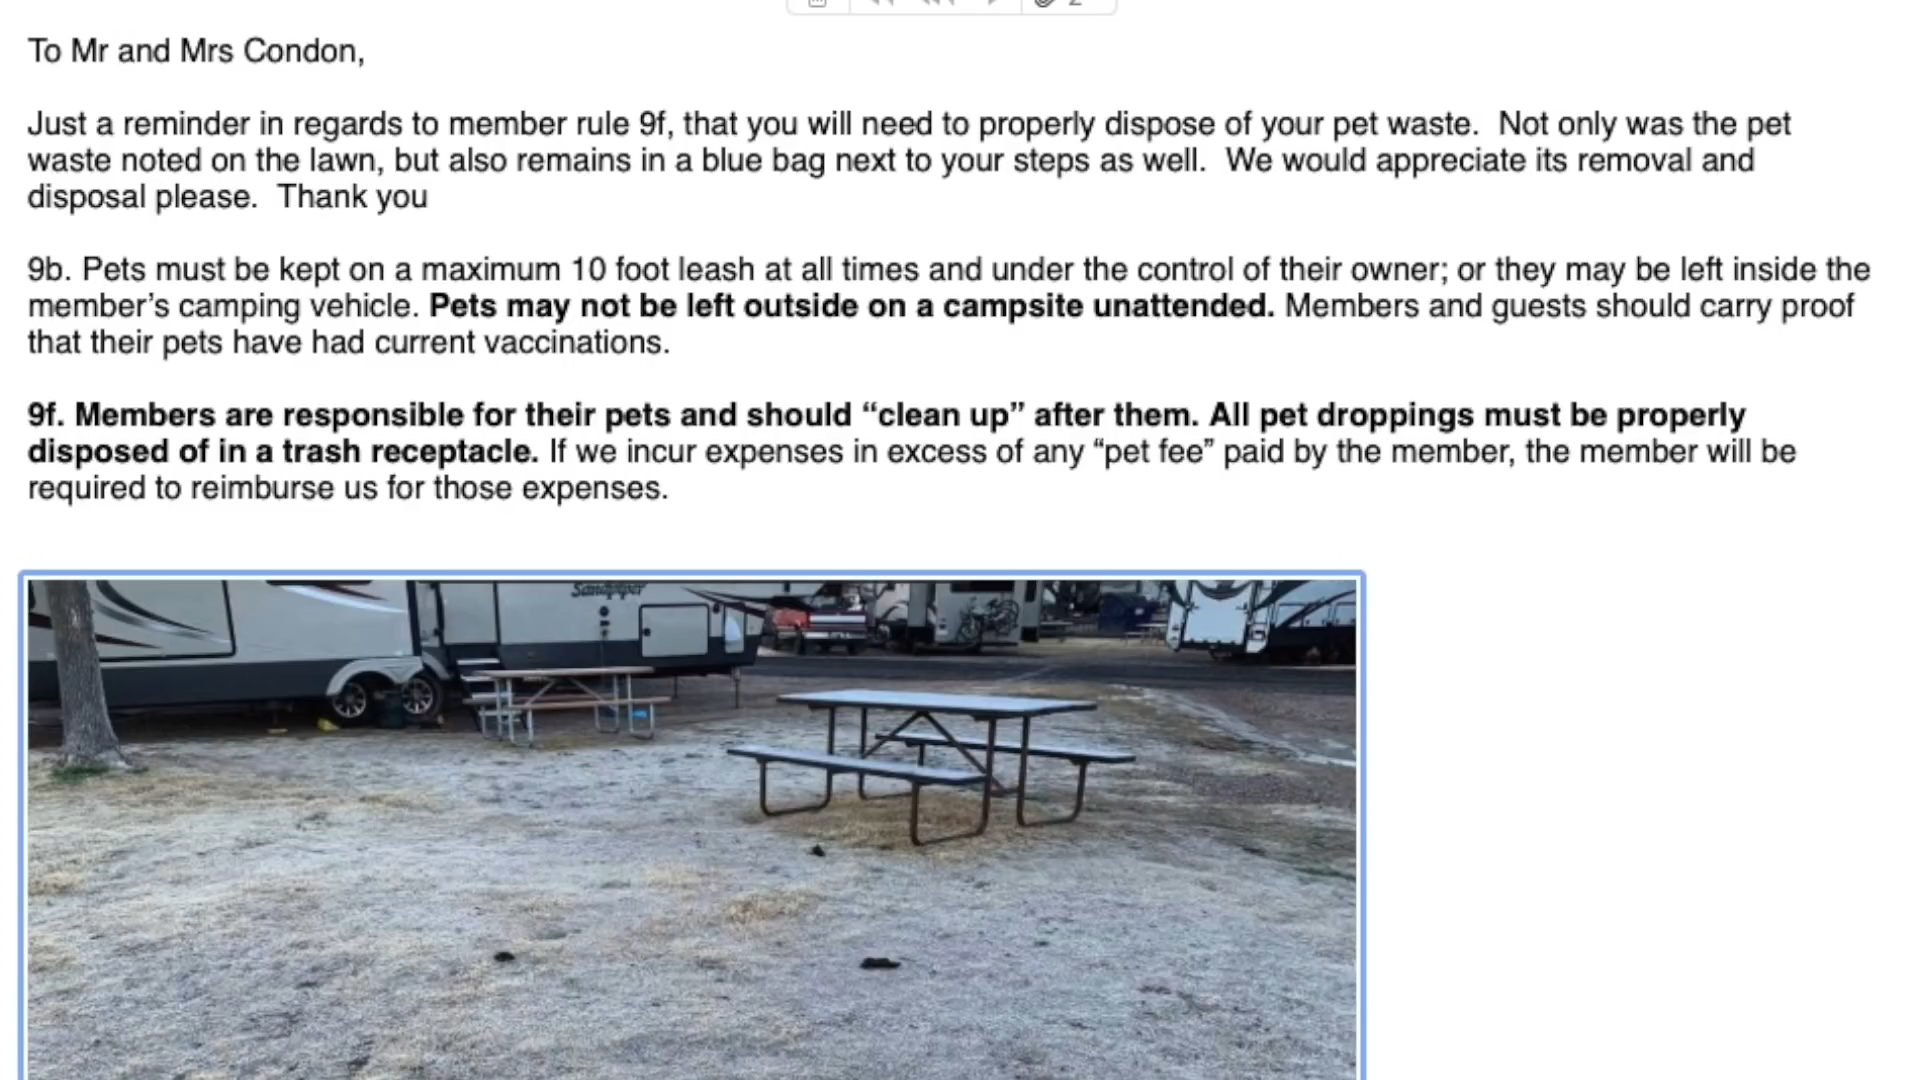 To Mr and Mrs Condon,
Just a reminder in regards to member rule 9f, that you will need to properly dispose of your pet waste.  Not only was the pet
waste noted on the lawn, but also remains in a blue bag next to your steps as well.  We would appreciate its removal and
disposal please.  Thank you
9b. Pets must be kept on a maximum 10 foot leash at all times and under the control of their owner; or they may be left inside the
member’s camping vehicle. Pets may not be left outside on a campsite unattended. Members and guests should carry proof
that their pets have had current vaccinations.
9f. Members are responsible for their pets and should “clean up” after them. All pet droppings must be properly
disposed of in a trash receptacle. If we incur expenses in excess of any “pet fee” paid by the member, the member will be
required to reimburse us for those expenses.
Sandpiper